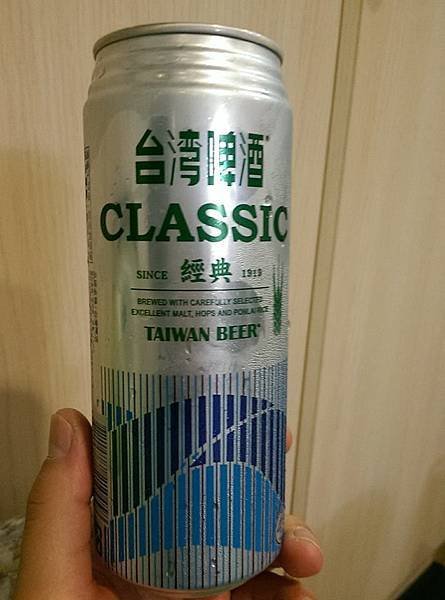 台湾啤酒®
CLASSIC
SINCE 經典 1919
BREWED WITH CAREFULLY SELECTED
EXCELLENT MALT, HOPS AND PONLAI RICE
TAIWAN BEER®